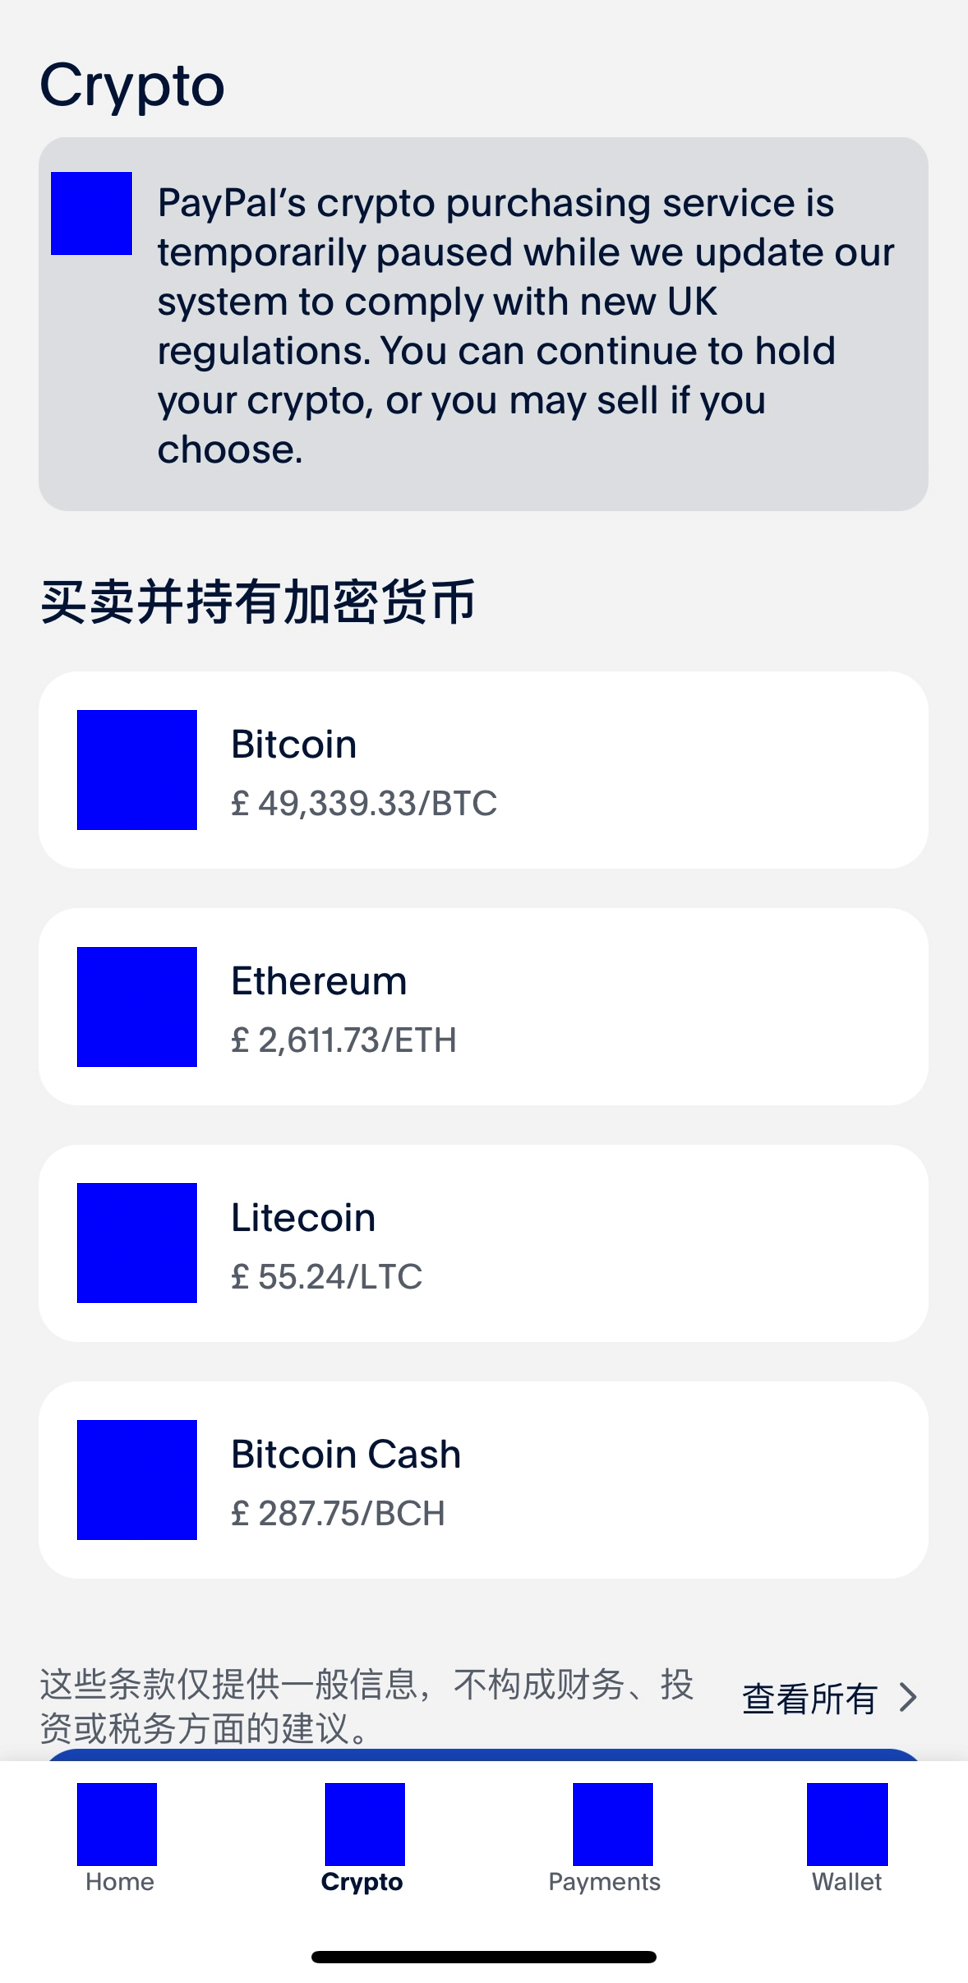 Crypto
PayPal’s crypto purchasing service is
temporarily paused while we update our
system to comply with new UK
regulations. You can continue to hold
your crypto, or you may sell if you
choose.
买卖并持有加密货币
Bitcoin
£ 49,339.33/BTC
Ethereum
£ 2,611.73/ETH
Litecoin
£ 55.24/LTC
Bitcoin Cash
£ 287.75/BCH
这些条款仅提供一般信息，不构成财务、投
资或税务方面的建议。
查看所有
Home
Crypto
Payments
Wallet